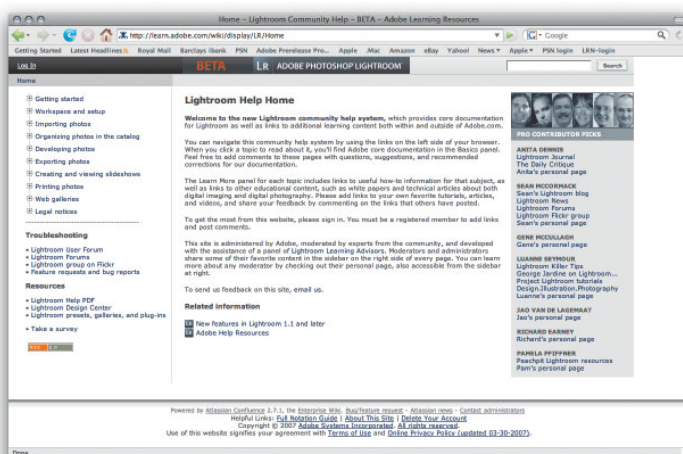 Home – Lightroom Community Help – BETA – Adobe Learning Resources
http://learn.adobe.com/wiki/display/LR/Home
Google
Getting Started Latest Headlines Royal Mail Barclays Ibank PSN Adobe Prerelease Pro... Apple .Mac Amazon eBay Yahoo! News Apple PSN login LRN-login
Log In
BETA
LR ADOBE PHOTOSHOP LIGHTROOM
Search
Home
Getting started
Workspace and setup
Importing photos
Organizing photos in the catalog
Developing photos
Exporting photos
Creating and viewing slideshows
Printing photos
Web galleries
Legal notices
Troubleshooting
• Lightroom User Forum
• Lightroom Forums
• Lightroom group on Flickr
• Feature requests and bug reports
Resources
• Lightroom Help PDF
• Lightroom Design Center
• Lightroom presets, galleries, and plug-ins
• Take a survey
Lightroom Help Home
Welcome to the new Lightroom community help system, which provides core documentation
for Lightroom as well as links to additional learning content both within and outside of Adobe.com.
You can navigate this community help system by using the links on the left side of your browser.
When you click a topic to read about it, you'll find Adobe core documentation in the Basics panel.
Feel free to add comments to these pages with questions, suggestions, and recommended
corrections for our documentation.
The Learn More panel for each topic includes links to useful how-to information for that subject, as
well as links to other educational content, such as white papers and technical articles about both
digital imaging and digital photography. Please add links to your own favorite tutorials, articles,
and videos, and share your feedback by commenting on the links that others have posted.
To get the most from this website, please sign in. You must be a registered member to add links
and post comments.
This site is administered by Adobe, moderated by experts from the community, and developed
with the assistance of a panel of Lightroom Learning Advisors. Moderators and administrators
share some of their favorite content in the sidebar on the right side of every page. You can learn
more about any moderator by checking out their personal page, also accessible from the sidebar
at right.
To send us feedback on this site, email us.
Related information
LR New features in Lightroom 1.1 and later
LR Adobe Help Resources
PRO CONTRIBUTOR PICKS
ANITA DENNIS
Lightroom Journal
The Daily Critique
Anita's personal page
SEAN MCCORMACK
Sean's Lightroom blog
Lightroom News
Lightroom Forums
Lightroom Flickr group
Sean's personal page
GENE MCCULLAGH
Gene's personal page
LUANNE SEYMOUR
Lightroom Killer Tips
George Jardine on Lightroom...
Project Lightroom tutorials
Design.Illustration.Photography
Luanne's personal page
JAO VAN DE LAGEMAAT
Jao's personal page
RICHARD EARNEY
Richard's personal page
PAMELA PFIFFNER
Peachpit Lightroom resources
Pam's personal page
Powered by Atlassian Confluence 2.7.1, the Enterprise Wiki. Bug/feature request - Atlassian news - Contact administrators
Helpful Links: Full Notation Guide | About This Site | Delete Your Account
Copyright © 2007 Adobe Systems Incorporated. All rights reserved.
Use of this website signifies your agreement with Terms of Use and Online Privacy Policy (updated 03-30-2007).
Done